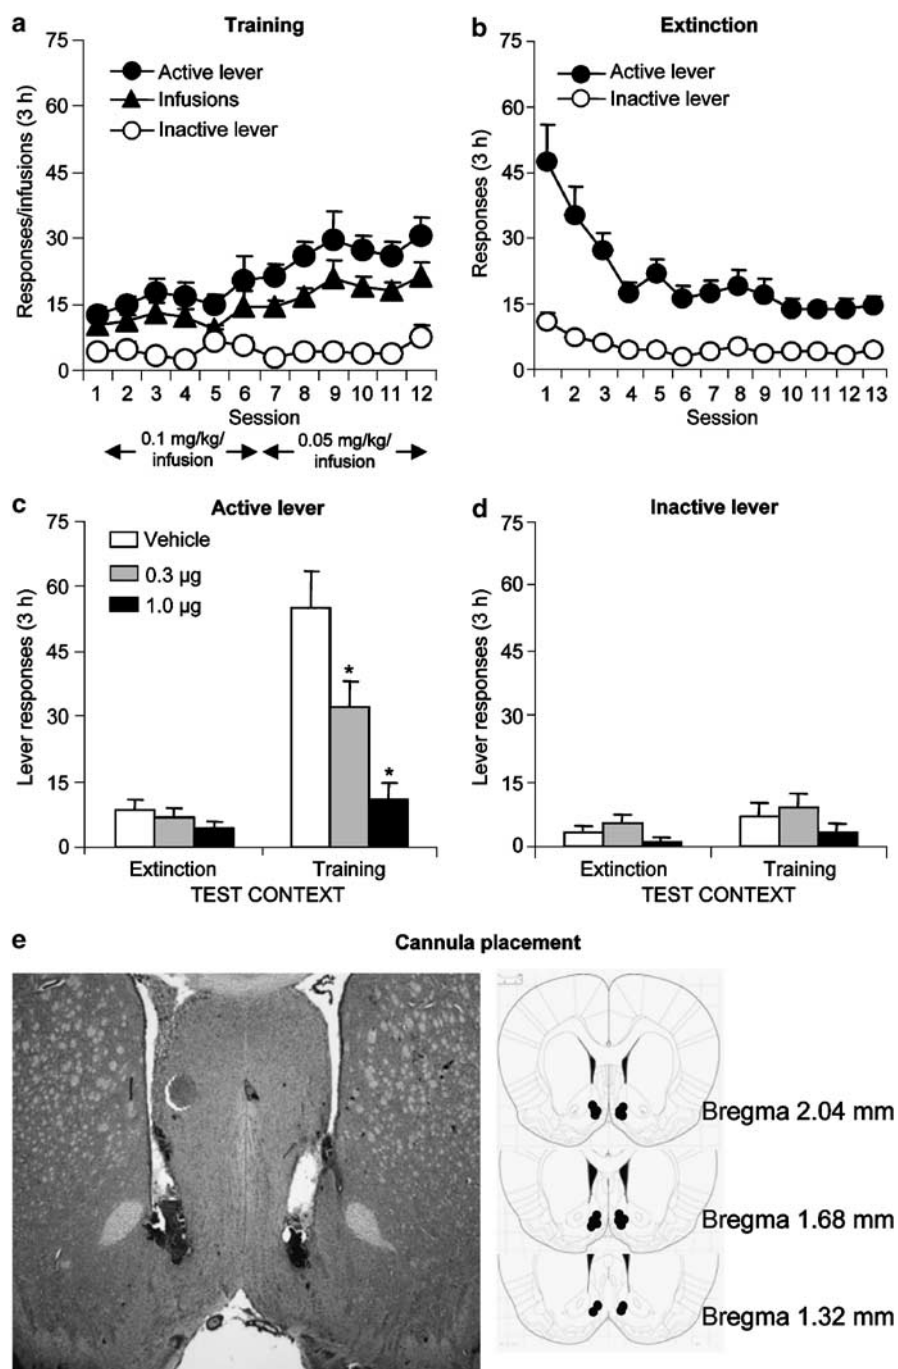 a Training
75
60
45
30
15
0
Responses/infusions (3 h)
Active lever
Infusions
Inactive lever
1 2 3 4 5 6 7 8 9 10 11 12
Session
0.1 mg/kg/ infusion
0.05 mg/kg/ infusion
b Extinction
75
60
45
30
15
0
Responses (3 h)
Active lever
Inactive lever
1 2 3 4 5 6 7 8 9 10 11 12 13
Session
c Active lever
75
60
45
30
15
0
Lever responses (3 h)
Vehicle
0.3 µg
1.0 µg
*
*
Extinction Training
TEST CONTEXT
d Inactive lever
75
60
45
30
15
0
Lever responses (3 h)
Extinction Training
TEST CONTEXT
e Cannula placement
Bregma 2.04 mm
Bregma 1.68 mm
Bregma 1.32 mm